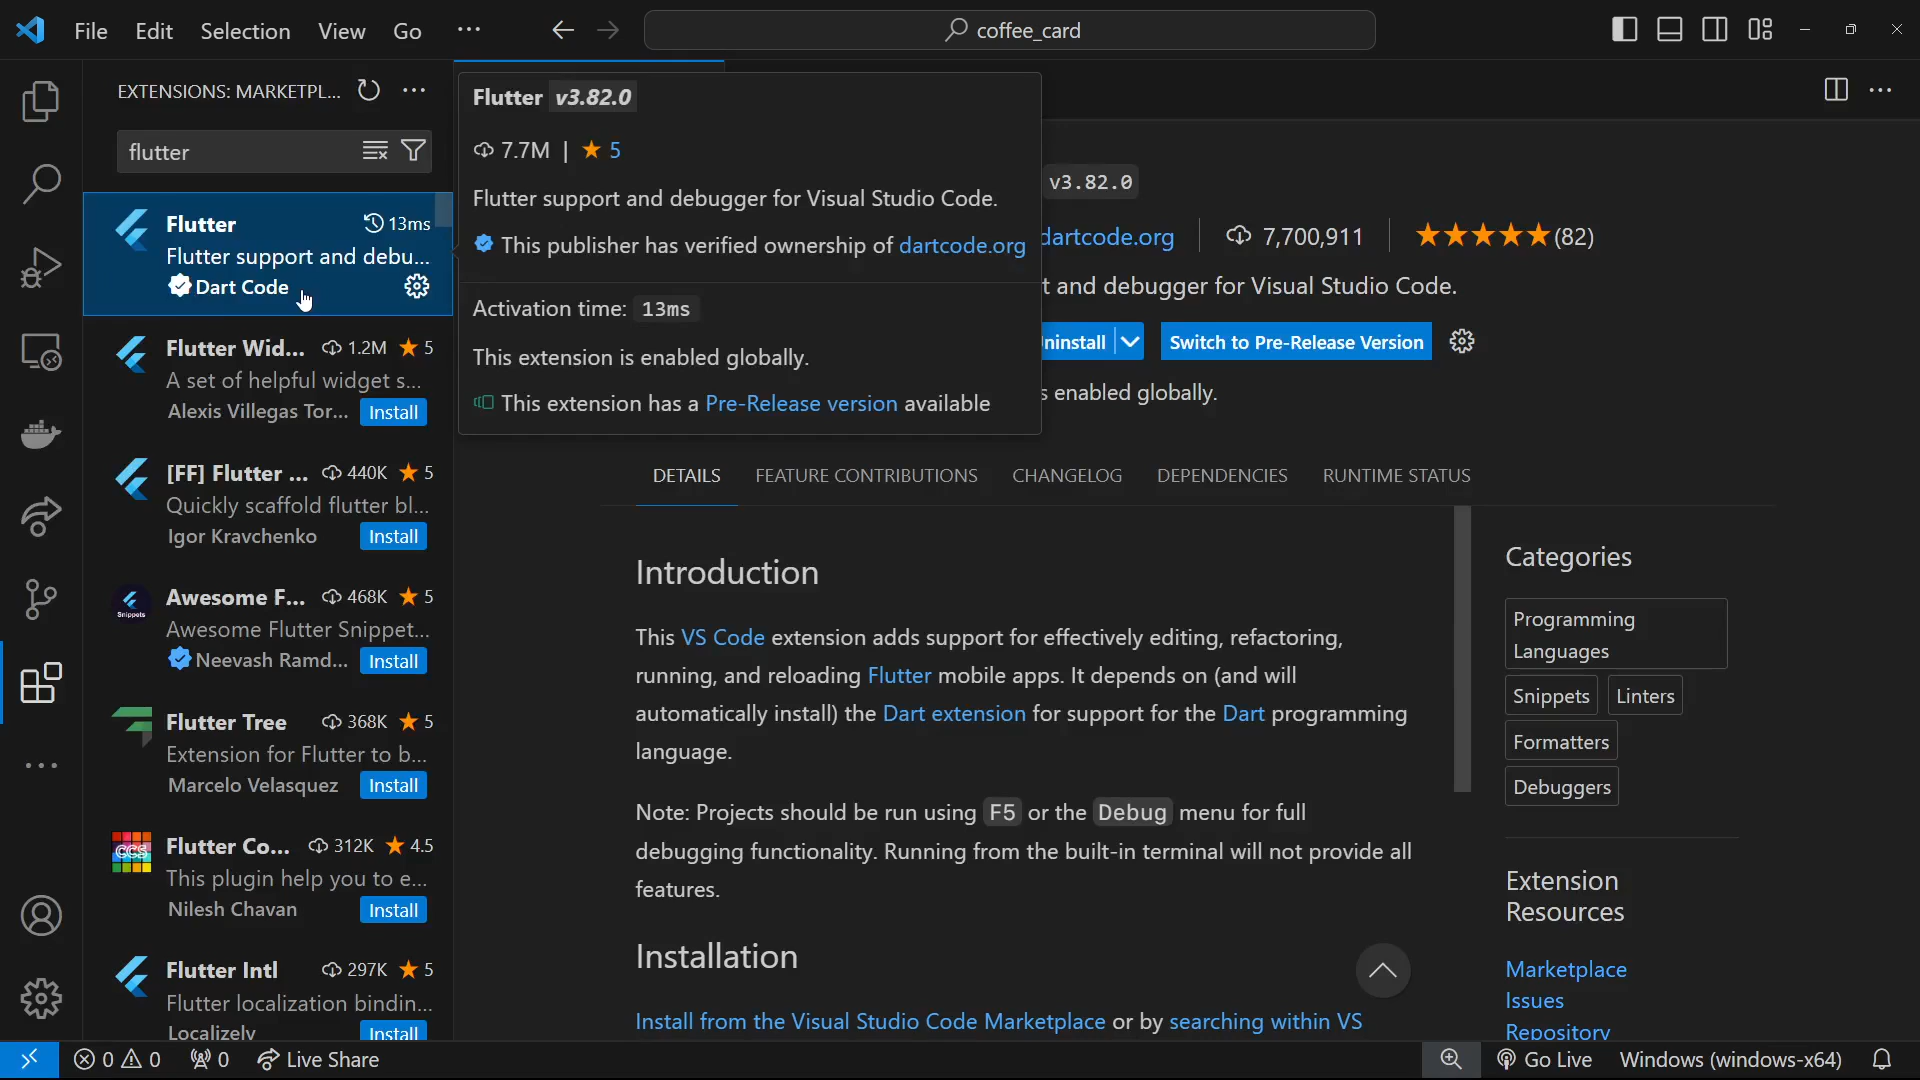 File Edit Selection View Go ··· coffee_card
EXTENSIONS: MARKETPL...
flutter
Flutter 13ms
Flutter support and debu...
Dart Code
Flutter Wid... 1.2M ★ 5
A set of helpful widget s...
Alexis Villegas Tor... Install
[FF] Flutter ... 440K ★ 5
Quickly scaffold flutter bl...
Igor Kravchenko Install
Awesome F... 468K ★ 5
Snippets
Awesome Flutter Snippet...
Neevash Ramd... Install
Flutter Tree 368K ★ 5
Extension for Flutter to b...
Marcelo Velasquez Install
Flutter Co... 312K ★ 4.5
CCS
This plugin help you to e...
Nilesh Chavan Install
Flutter Intl 297K ★ 5
Flutter localization bindin...
Localizely Install
Flutter v3.82.0
7.7M | ★ 5
Flutter support and debugger for Visual Studio Code.
This publisher has verified ownership of dartcode.org
Activation time: 13ms
This extension is enabled globally.
This extension has a Pre-Release version available
v3.82.0
dartcode.org 7,700,911 ★★★★★(82)
t and debugger for Visual Studio Code.
ninstall Switch to Pre-Release Version
s enabled globally.
DETAILS FEATURE CONTRIBUTIONS CHANGELOG DEPENDENCIES RUNTIME STATUS
Introduction
This VS Code extension adds support for effectively editing, refactoring,
running, and reloading Flutter mobile apps. It depends on (and will
automatically install) the Dart extension for support for the Dart programming
language.
Note: Projects should be run using F5 or the Debug menu for full
debugging functionality. Running from the built-in terminal will not provide all
features.
Installation
Install from the Visual Studio Code Marketplace or by searching within VS
Categories
Programming
Languages
Snippets Linters
Formatters
Debuggers
Extension
Resources
Marketplace
Issues
Repository
0 0 0 Live Share Go Live Windows (windows-x64)